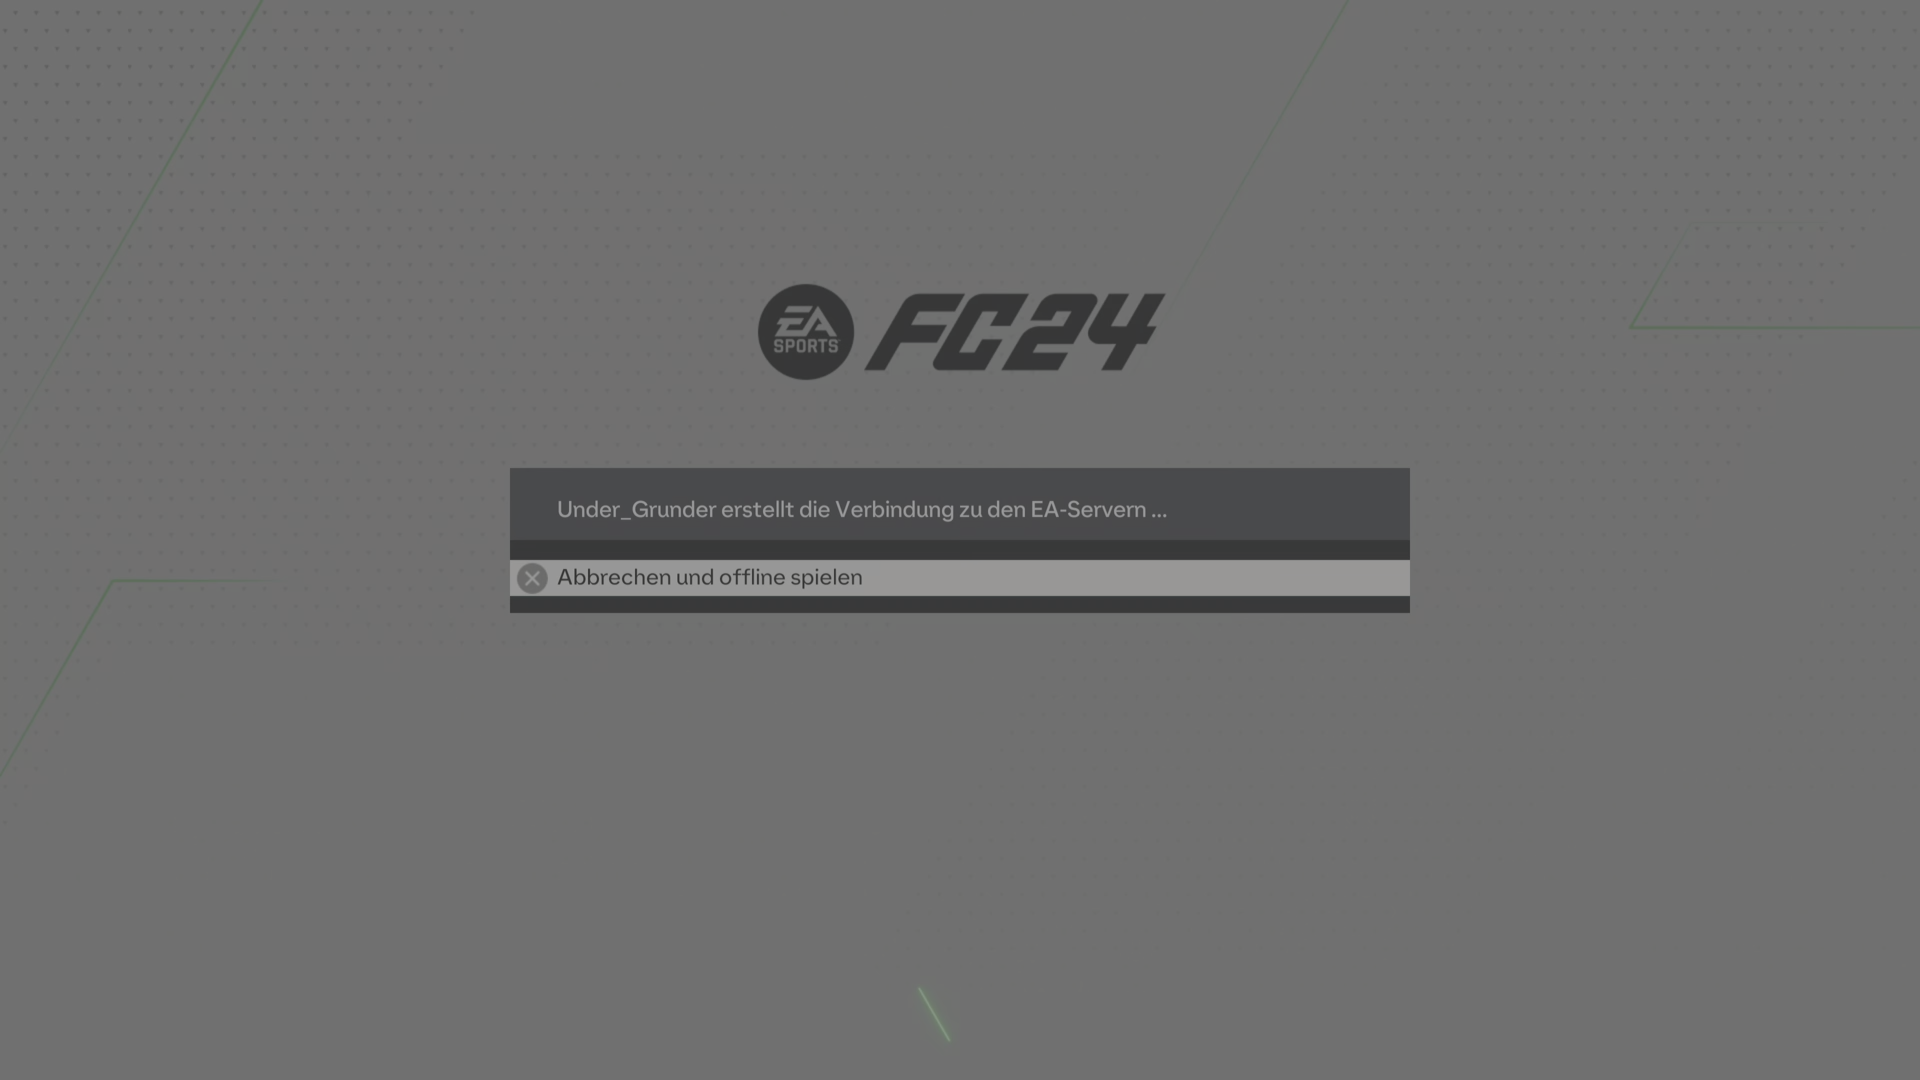 EA
SPORTS
FC24
Under_Grunder erstellt die Verbindung zu den EA-Servern ...
Abbrechen und offline spielen